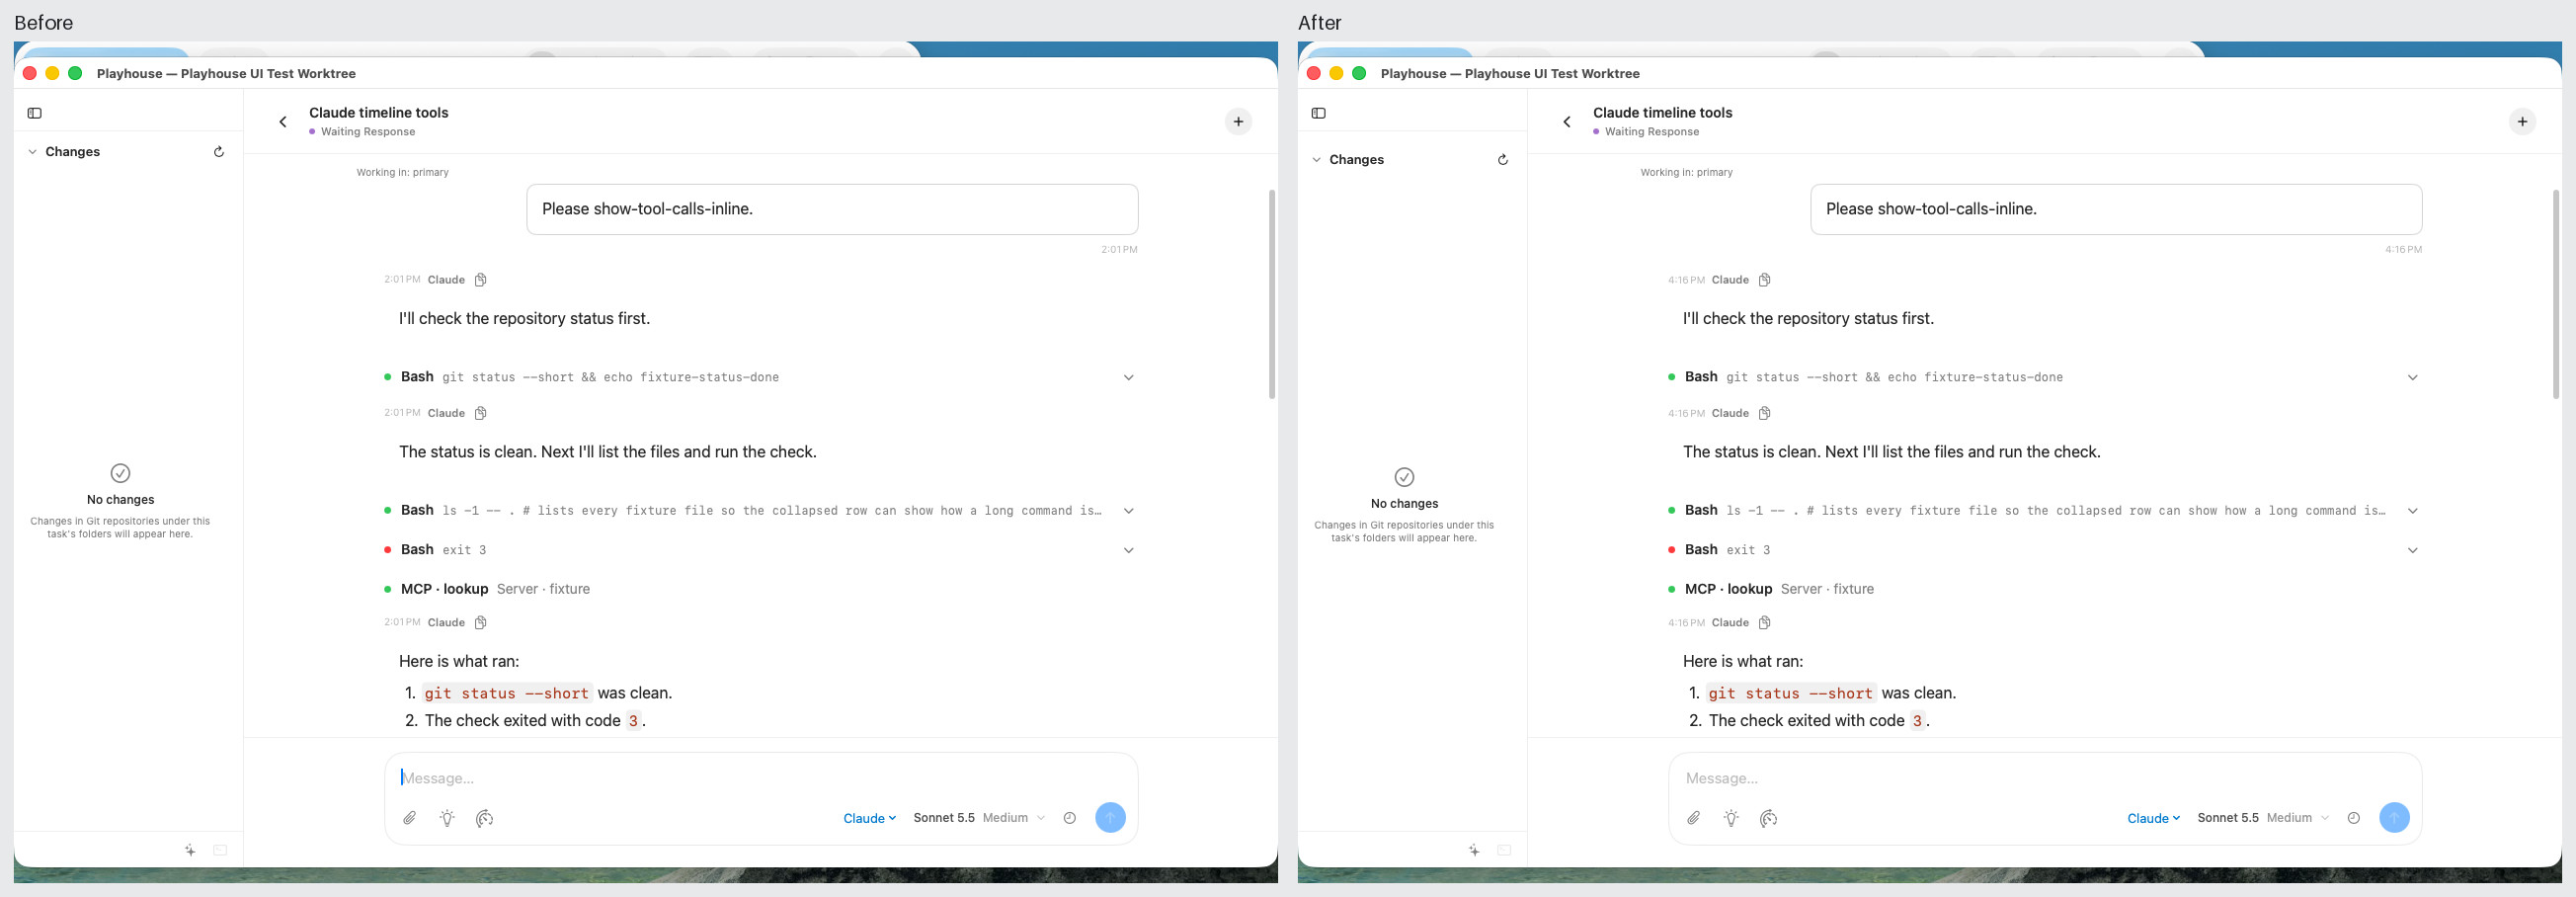 Before
Playhouse — Playhouse UI Test Worktree
Claude timeline tools
Waiting Response
Changes
Working in: primary
Please show-tool-calls-inline.
2:01 PM
2:01 PM Claude
I'll check the repository status first.
Bash git status --short && echo fixture-status-done
2:01 PM Claude
The status is clean. Next I'll list the files and run the check.
No changes
Changes in Git repositories under this
task's folders will appear here.
Bash ls -1 -- . # lists every fixture file so the collapsed row can show how a long command is…
Bash exit 3
MCP · lookup Server · fixture
2:01 PM Claude
Here is what ran:
1. git status --short was clean.
2. The check exited with code 3.
Message...
Claude Sonnet 5.5 Medium
After
Playhouse — Playhouse UI Test Worktree
Claude timeline tools
Waiting Response
Changes
Working in: primary
Please show-tool-calls-inline.
4:16 PM
4:16 PM Claude
I'll check the repository status first.
Bash git status --short && echo fixture-status-done
4:16 PM Claude
The status is clean. Next I'll list the files and run the check.
No changes
Changes in Git repositories under this
task's folders will appear here.
Bash ls -1 -- . # lists every fixture file so the collapsed row can show how a long command is…
Bash exit 3
MCP · lookup Server · fixture
4:16 PM Claude
Here is what ran:
1. git status --short was clean.
2. The check exited with code 3.
Message...
Claude Sonnet 5.5 Medium